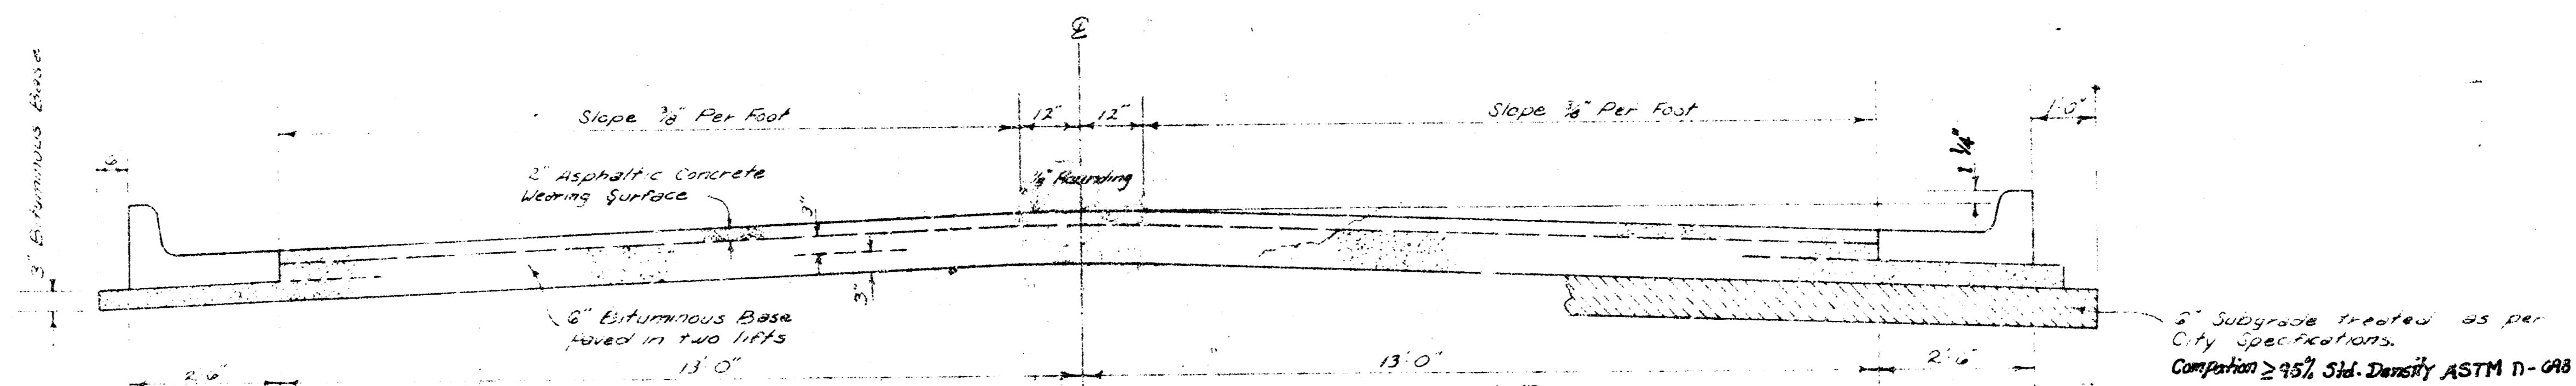 ℄
3" Bituminous Base
Slope 3/8" Per Foot
12"
12"
Slope 3/8" Per Foot
1'-0"
6"
1 1/4"
2" Asphaltic Concrete
Wearing Surface
1/8" Rounding
3"
3"
6" Bituminous Base
Paved in two lifts
6" Subgrade treated as per
City Specifications.
Compaction ≥ 95% Std. Density ASTM D-698
2'-6"
13'-0"
13'-0"
2'-6"